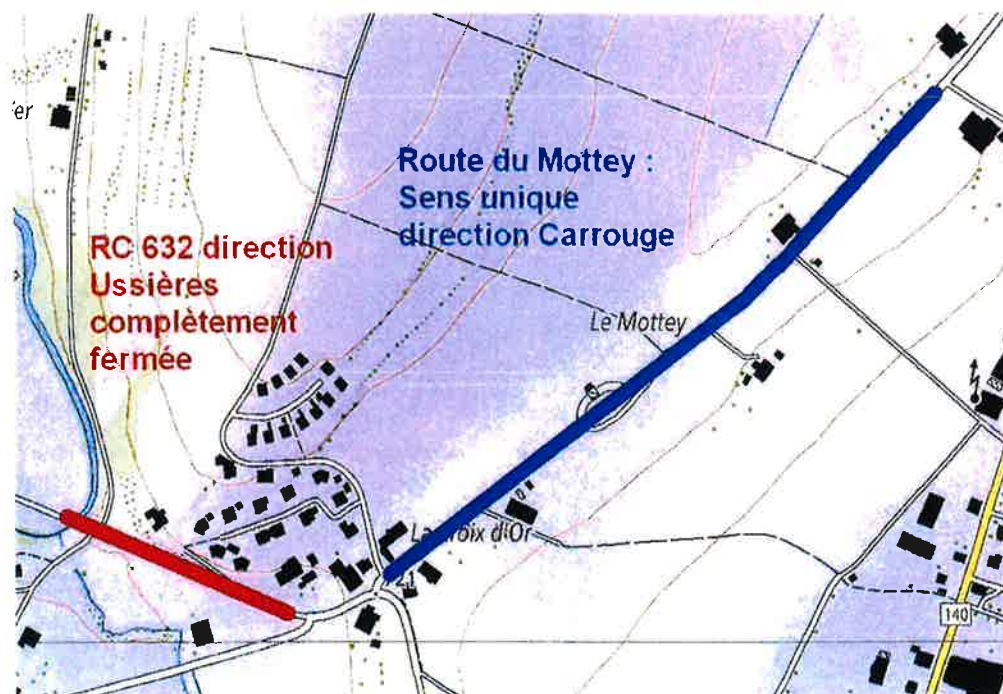 Route du Mottey :
Sens unique
direction Carrouge
RC 632 direction
Ussières
complètement
fermée
Le Mottey
140